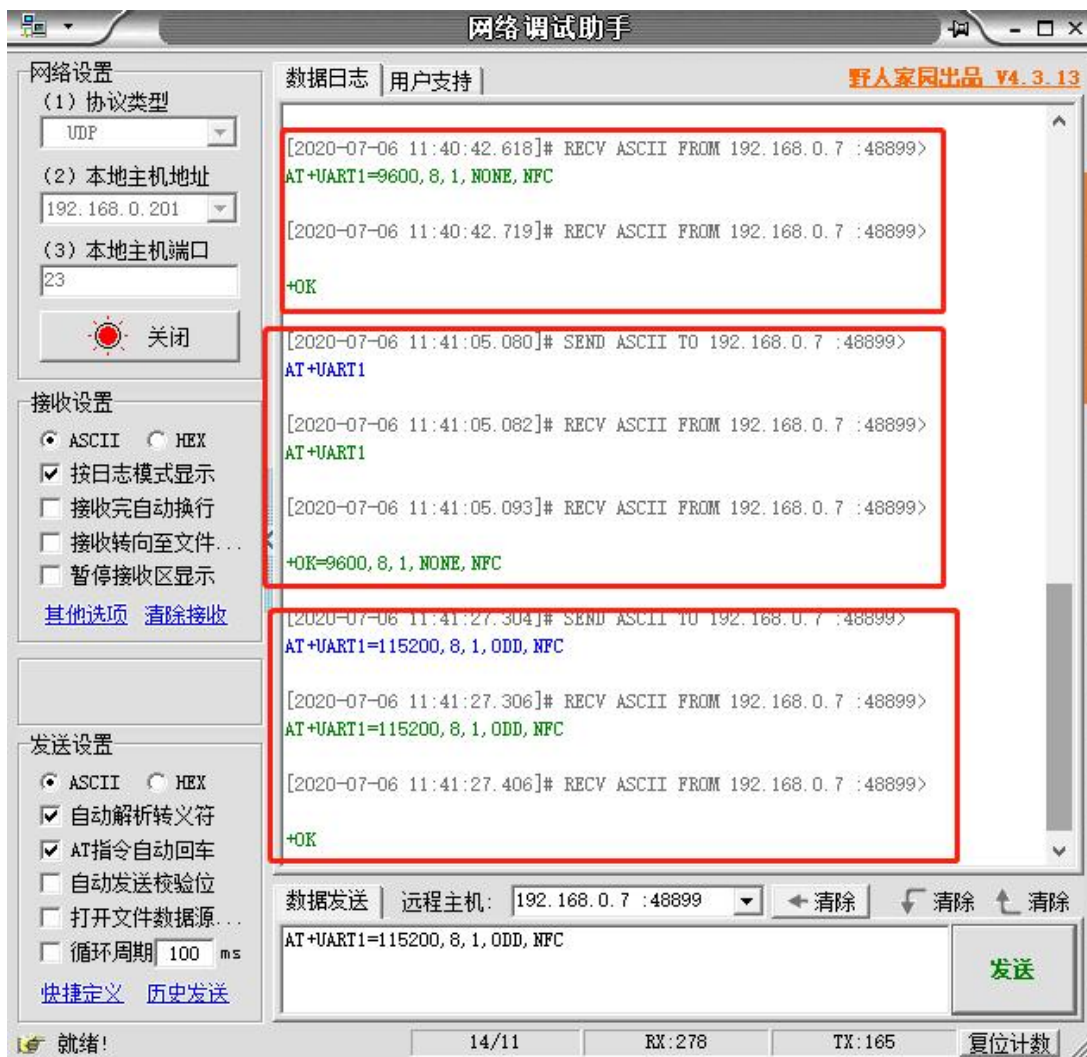 网络调试助手
网络设置
(1) 协议类型
UDP
(2) 本地主机地址
192.168.0.201
(3) 本地主机端口
23
关闭
接收设置
ASCII HEX
按日志模式显示
接收完自动换行
接收转向至文件...
暂停接收区显示
其他选项 清除接收
发送设置
ASCII HEX
自动解析转义符
AT指令自动回车
自动发送校验位
打开文件数据源...
循环周期 100 ms
快捷定义 历史发送
数据日志 用户支持 野人家园出品 V4.3.13
[2020-07-06 11:40:42.618]# RECV ASCII FROM 192.168.0.7 :48899>
AT+UART1=9600,8,1,NONE,NFC
[2020-07-06 11:40:42.719]# RECV ASCII FROM 192.168.0.7 :48899>
+OK
[2020-07-06 11:41:05.080]# SEND ASCII TO 192.168.0.7 :48899>
AT+UART1
[2020-07-06 11:41:05.082]# RECV ASCII FROM 192.168.0.7 :48899>
AT+UART1
[2020-07-06 11:41:05.093]# RECV ASCII FROM 192.168.0.7 :48899>
+OK=9600,8,1,NONE,NFC
[2020-07-06 11:41:27.304]# SEND ASCII TO 192.168.0.7 :48899>
AT+UART1=115200,8,1,ODD,NFC
[2020-07-06 11:41:27.306]# RECV ASCII FROM 192.168.0.7 :48899>
AT+UART1=115200,8,1,ODD,NFC
[2020-07-06 11:41:27.406]# RECV ASCII FROM 192.168.0.7 :48899>
+OK
数据发送 远程主机: 192.168.0.7 :48899 清除 清除 清除
AT+UART1=115200,8,1,ODD,NFC
发送
就绪! 14/11 RX:278 TX:165 复位计数